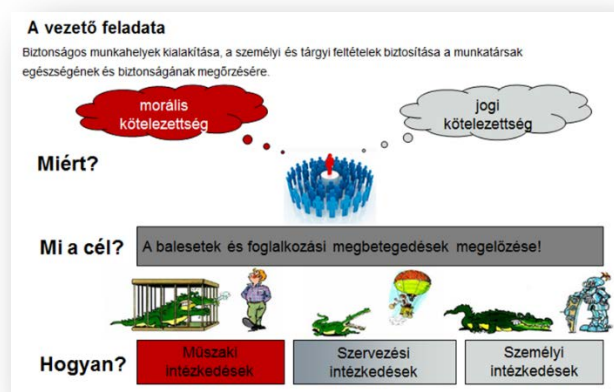 A vezető feladata
Biztonságos munkahelyek kialakítása, a személyi és tárgyi feltételek biztosítása a munkatársak
egészségének és biztonságának megőrzésére.
morális
kötelezettség
jogi
kötelezettség
Miért?
Mi a cél?
A balesetek és foglalkozási megbetegedések megelőzése!
Hogyan?
Műszaki
intézkedések
Szervezési
intézkedések
Személyi
intézkedések